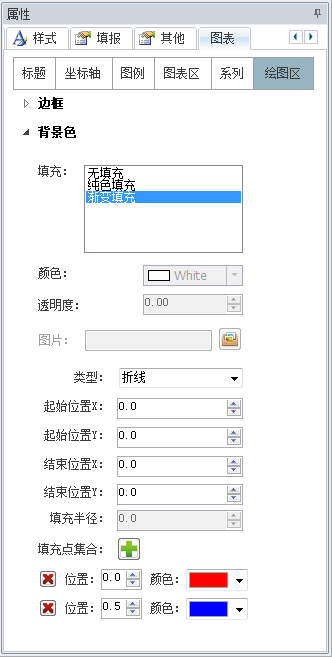 属性
样式 填报 其他 图表
标题 坐标轴 图例 图表区 系列 绘图区
边框
背景色
填充：
无填充
纯色填充
渐变填充
颜色： White
透明度： 0.00
图片：
类型： 折线
起始位置X： 0.0
起始位置Y： 0.0
结束位置X： 0.0
结束位置Y： 0.0
填充半径： 0.0
填充点集合：
位置： 0.0 颜色：
位置： 0.5 颜色：